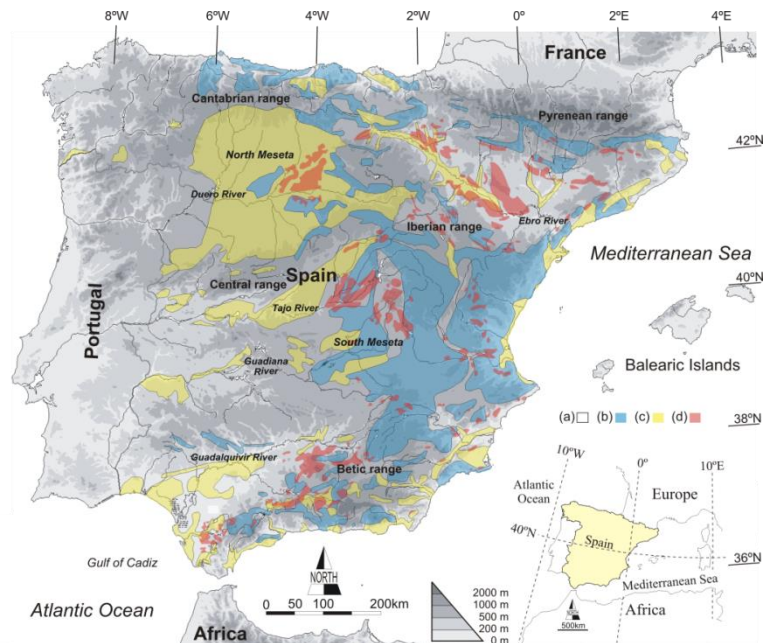 8ºW 6ºW 4ºW 2ºW 0º 2ºE 4ºE
France
Cantabrian range
Pyrenean range
42ºN
North Meseta
Duero River
Ebro River
Iberian range
Mediterranean Sea
Spain
40ºN
Central range
Portugal
Tajo River
South Meseta
Guadiana River
Balearic Islands
(a) (b) (c) (d)
38ºN
Guadalquivir River
Betic range
10ºW
0º
10ºE
Atlantic Ocean
Europe
40ºN
Spain
36ºN
Gulf of Cadiz
NORTH
Mediterranean Sea
2000 m
1000 m
500 m
200 m
0 m
NORTH
500km
Africa
0 50 100 200km
Atlantic Ocean
Africa